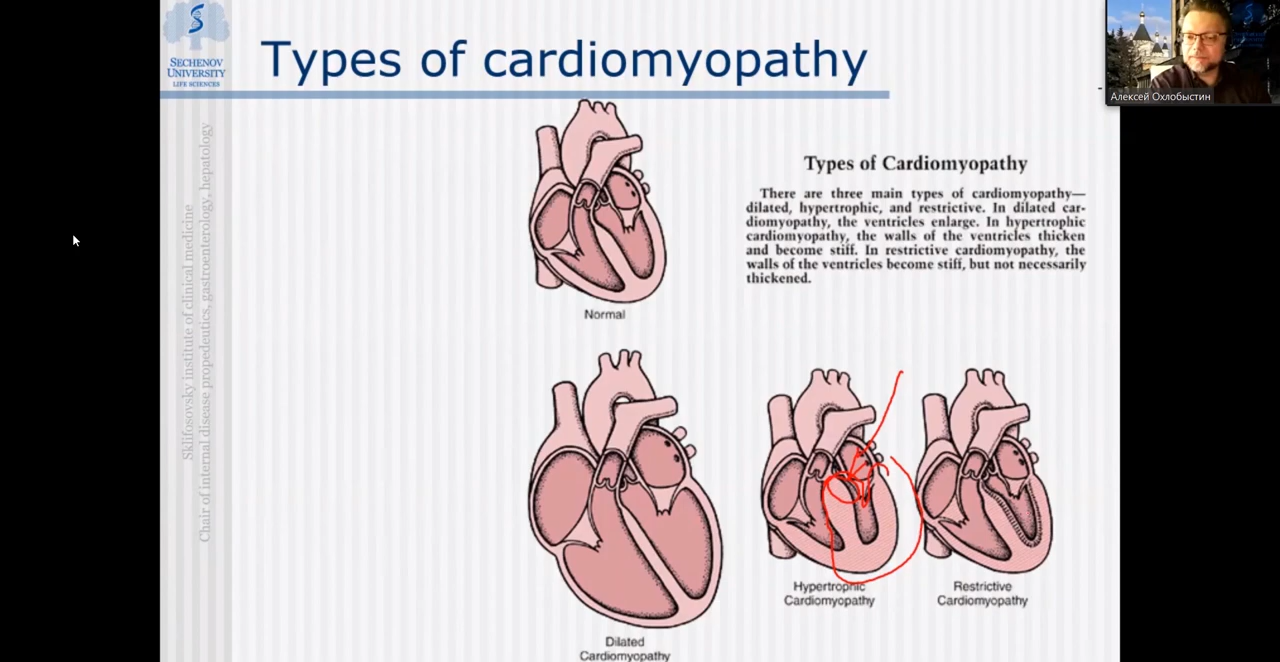 SECHENOV
UNIVERSITY
LIFE SCIENCES
Types of cardiomyopathy
Алексей Охлобыстин
Sklifosovsky institute of clinical medicine
Chair of internal disease propedeutics, gastroenterology, hepatology
Normal
Types of Cardiomyopathy
There are three main types of cardiomyopathy—
dilated, hypertrophic, and restrictive. In dilated car-
diomyopathy, the ventricles enlarge. In hypertrophic
cardiomyopathy, the walls of the ventricles thicken
and become stiff. In restrictive cardiomyopathy, the
walls of the ventricles become stiff, but not necessarily
thickened.
Dilated
Cardiomyopathy
Hypertrophic
Cardiomyopathy
Restrictive
Cardiomyopathy